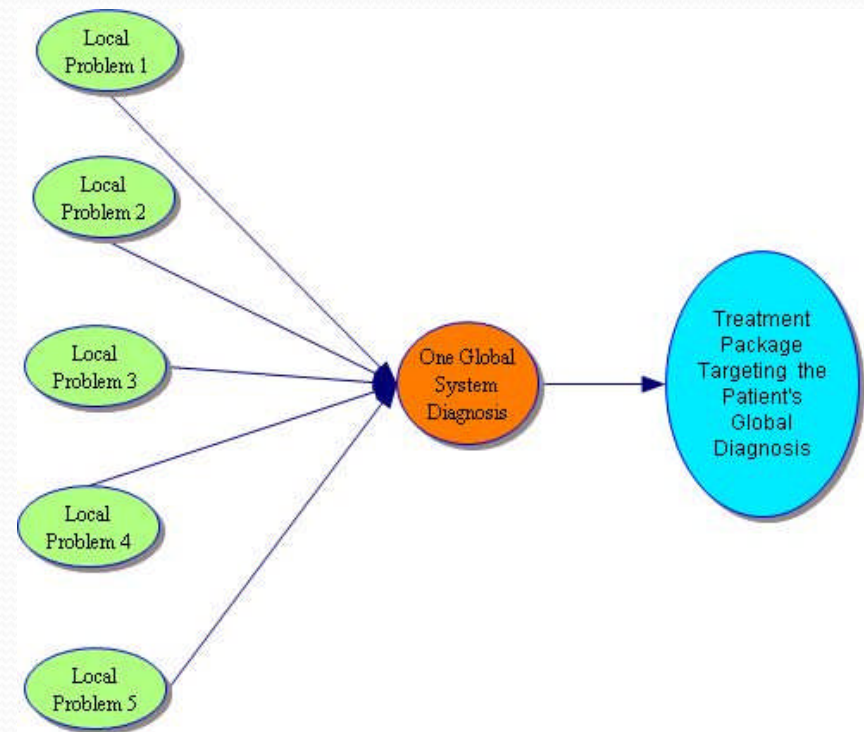 Local
Problem 1
Local
Problem 2
Local
Problem 3
Local
Problem 4
Local
Problem 5
One Global
System
Diagnosis
Treatment
Package
Targeting the
Patient's
Global
Diagnosis